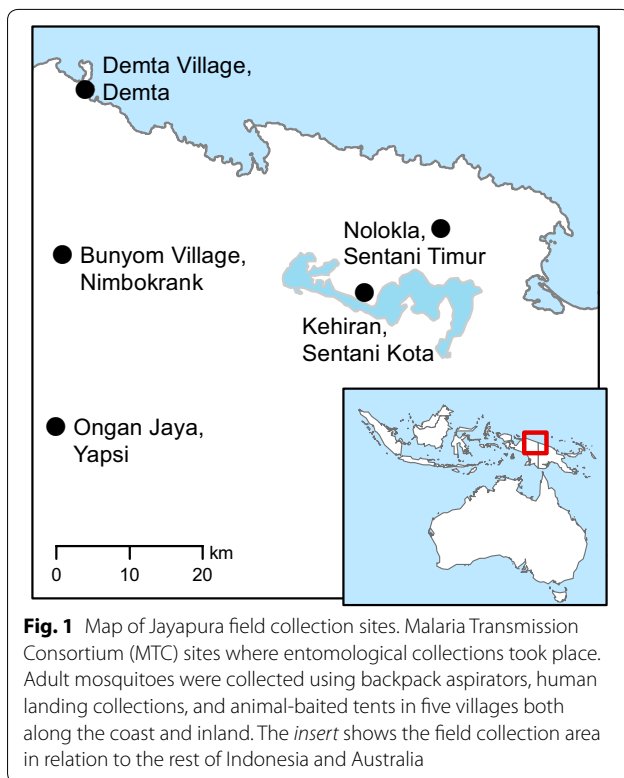 Demta Village,
Demta
Nolokla,
Sentani Timur
Bunyom Village,
Nimbokrank
Kehiran,
Sentani Kota
Ongan Jaya,
Yapsi
km
0 10 20
Fig. 1 Map of Jayapura field collection sites. Malaria Transmission
Consortium (MTC) sites where entomological collections took place.
Adult mosquitoes were collected using backpack aspirators, human
landing collections, and animal-baited tents in five villages both
along the coast and inland. The insert shows the field collection area
in relation to the rest of Indonesia and Australia